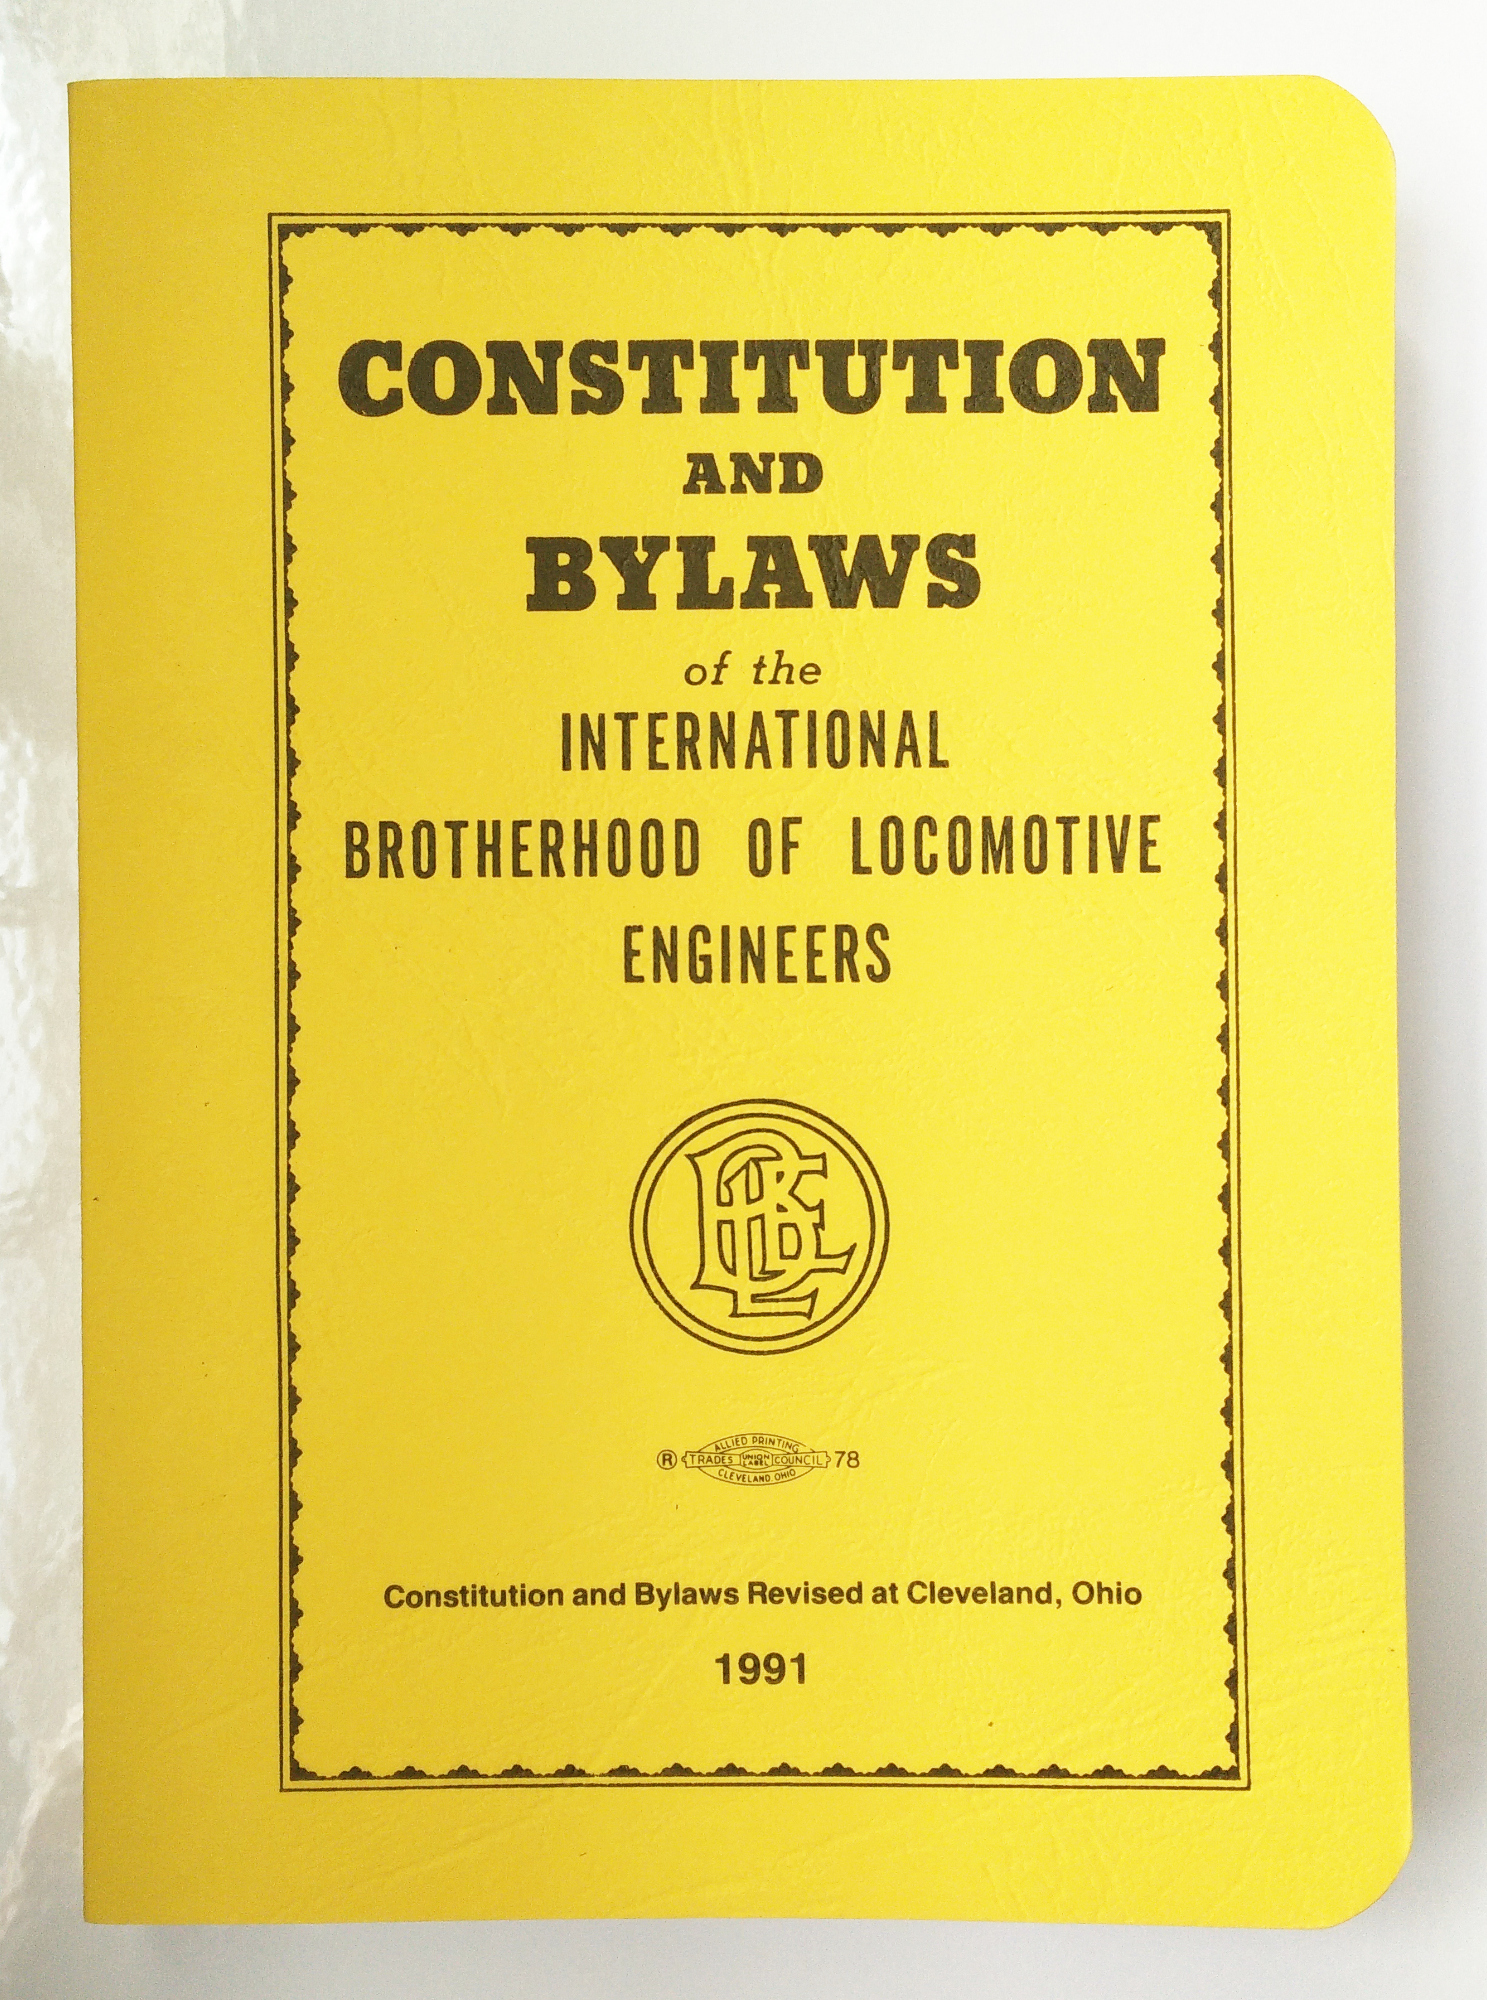 CONSTITUTION
AND
BYLAWS
of the
INTERNATIONAL
BROTHERHOOD OF LOCOMOTIVE
ENGINEERS
BLE
ALLIED PRINTING
® TRADES UNION LABEL COUNCIL 78
CLEVELAND, OHIO
Constitution and Bylaws Revised at Cleveland, Ohio
1991